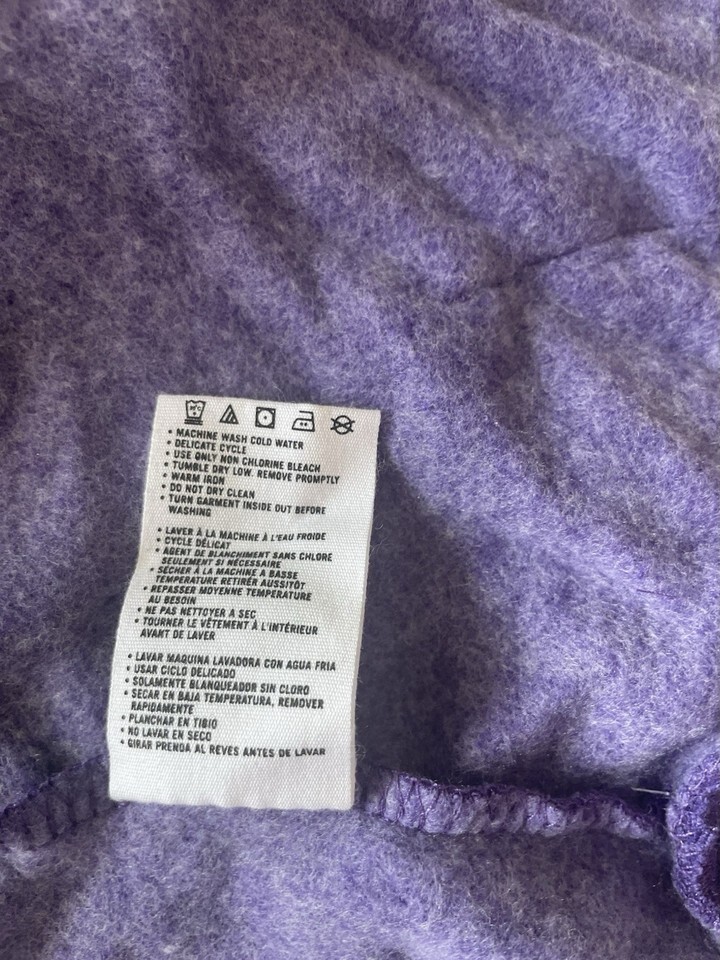 • MACHINE WASH COLD WATER
• DELICATE CYCLE
• USE ONLY NON CHLORINE BLEACH
• TUMBLE DRY LOW. REMOVE PROMPTLY
• WARM IRON
• DO NOT DRY CLEAN
• TURN GARMENT INSIDE OUT BEFORE
WASHING
• LAVER À LA MACHINE À L'EAU FROIDE
• CYCLE DÉLICAT
• AGENT DE BLANCHIMENT SANS CHLORE
SEULEMENT SI NÉCESSAIRE
• SÉCHER À LA MACHINE A BASSE
TEMPERATURE RETIRÉR AUSSITÔT
• REPASSER MOYENNE TEMPERATURE
AU BESOIN
• NE PAS NETTOYER A SEC
• TOURNER LE VÊTEMENT À L'INTÉRIEUR
AVANT DE LAVER
• LAVAR MAQUINA LAVADORA CON AGUA FRIA
• USAR CICLO DELICADO
• SOLAMENTE BLANQUEADOR SIN CLORO
• SECAR EN BAJA TEMPERATURA, REMOVER
RAPIDAMENTE
• PLANCHAR EN TIBIO
• NO LAVAR EN SECO
• GIRAR PRENDA AL REVES ANTES DE LAVAR